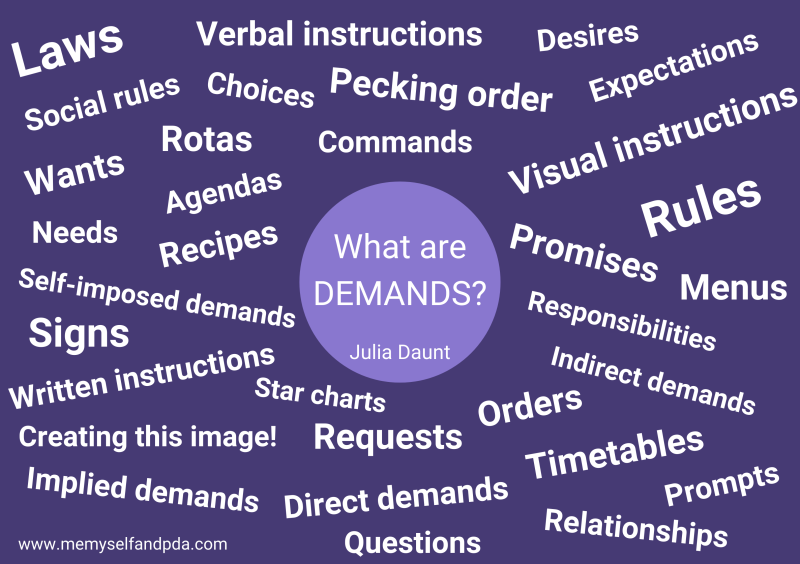 Laws
Verbal instructions
Desires
Expectations
Social rules
Choices
Pecking order
Rotas
Commands
Visual instructions
Wants
Agendas
Rules
Needs
Recipes
Promises
What are
DEMANDS?
Julia Daunt
Menus
Self-imposed demands
Responsibilities
Signs
Written instructions
Star charts
Indirect demands
Orders
Creating this image!
Requests
Timetables
Implied demands
Direct demands
Prompts
Relationships
Questions
www.memyselfandpda.com